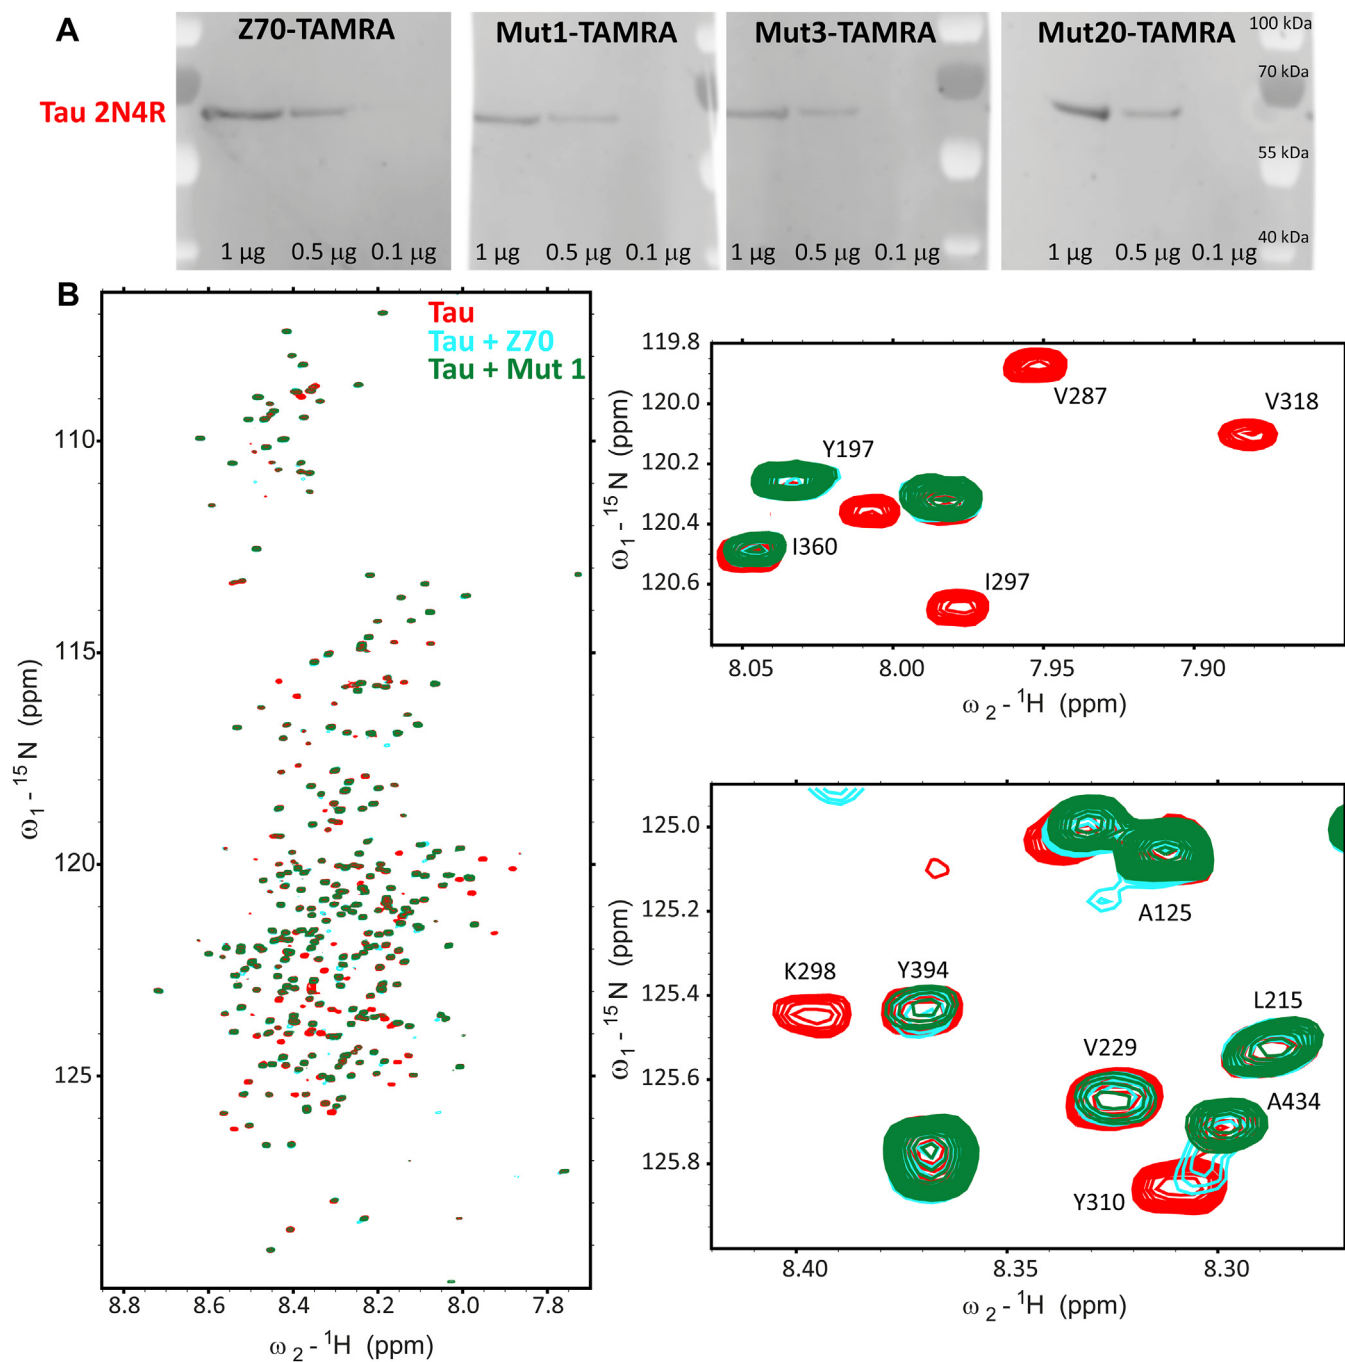 A
Z70-TAMRA
Mut1-TAMRA
Mut3-TAMRA
Mut20-TAMRA
100 kDa
70 kDa
Tau 2N4R
55 kDa
40 kDa
1 µg 0.5 µg 0.1 µg
1 µg 0.5 µg 0.1 µg
1 µg 0.5 µg 0.1 µg
1 µg 0.5 µg 0.1 µg
B
Tau
Tau + Z70
Tau + Mut 1
110
115
120
125
ω1 - 15N (ppm)
8.8 8.6 8.4 8.2 8.0 7.8
ω2 - 1H (ppm)
119.8
120.0
120.2
120.4
120.6
ω1 - 15N (ppm)
V287
V318
Y197
I360
I297
8.05 8.00 7.95 7.90
ω2 - 1H (ppm)
125.0
125.2
125.4
125.6
125.8
ω1 - 15N (ppm)
A125
K298
Y394
L215
V229
A434
Y310
8.40 8.35 8.30
ω2 - 1H (ppm)